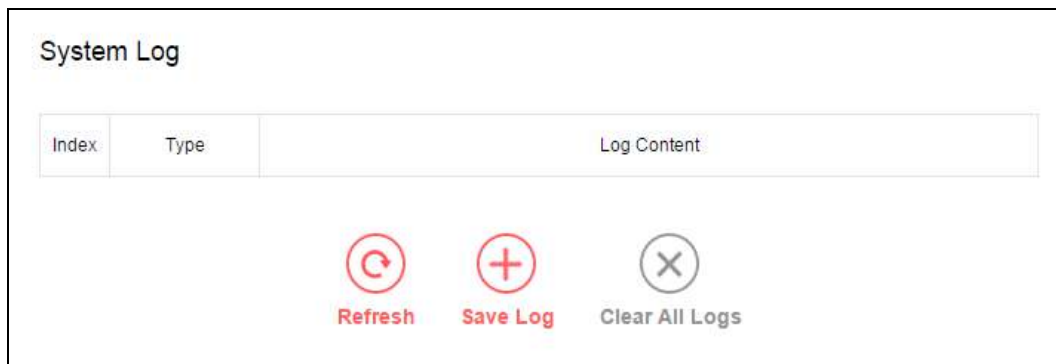 System Log
Index Type Log Content
Refresh Save Log Clear All Logs